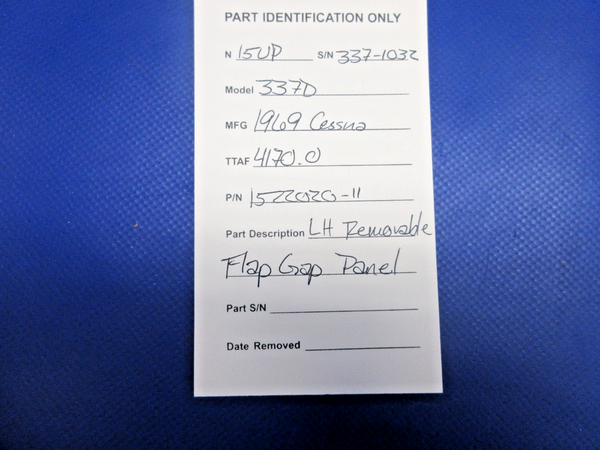 PART IDENTIFICATION ONLY
N 15UP S/N 337-1032
Model 337D
MFG 1969 Cessna
TTAF 4170.0
P/N 1522020-11
Part Description LH Removable
Flap Gap Panel
Part S/N
Date Removed